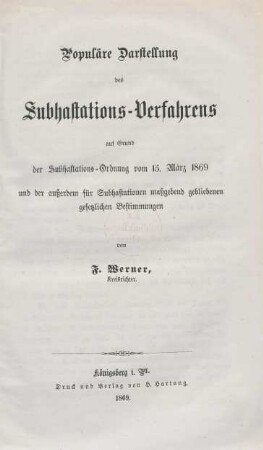 Populäre Darstellung
des
Subhastations-Verfahrens
auf Grund
der Subhastations-Ordnung vom 15. März 1869
und der außerdem für Subhastationen maßgebend gebliebenen
gesetzlichen Bestimmungen
von
F. Werner,
Kreisrichter.
Königsberg i. Pr.
Druck und Verlag von H. Hartung.
1869.